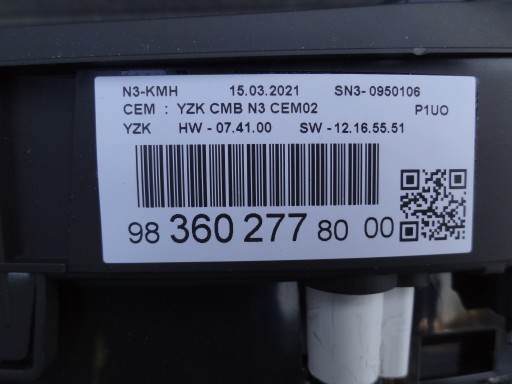 N3-KMH 15.03.2021 SN3- 0950106
CEM : YZK CMB N3 CEM02 P1UO
YZK HW - 07.41.00 SW -12.16.55.51
98 360 277 80 00